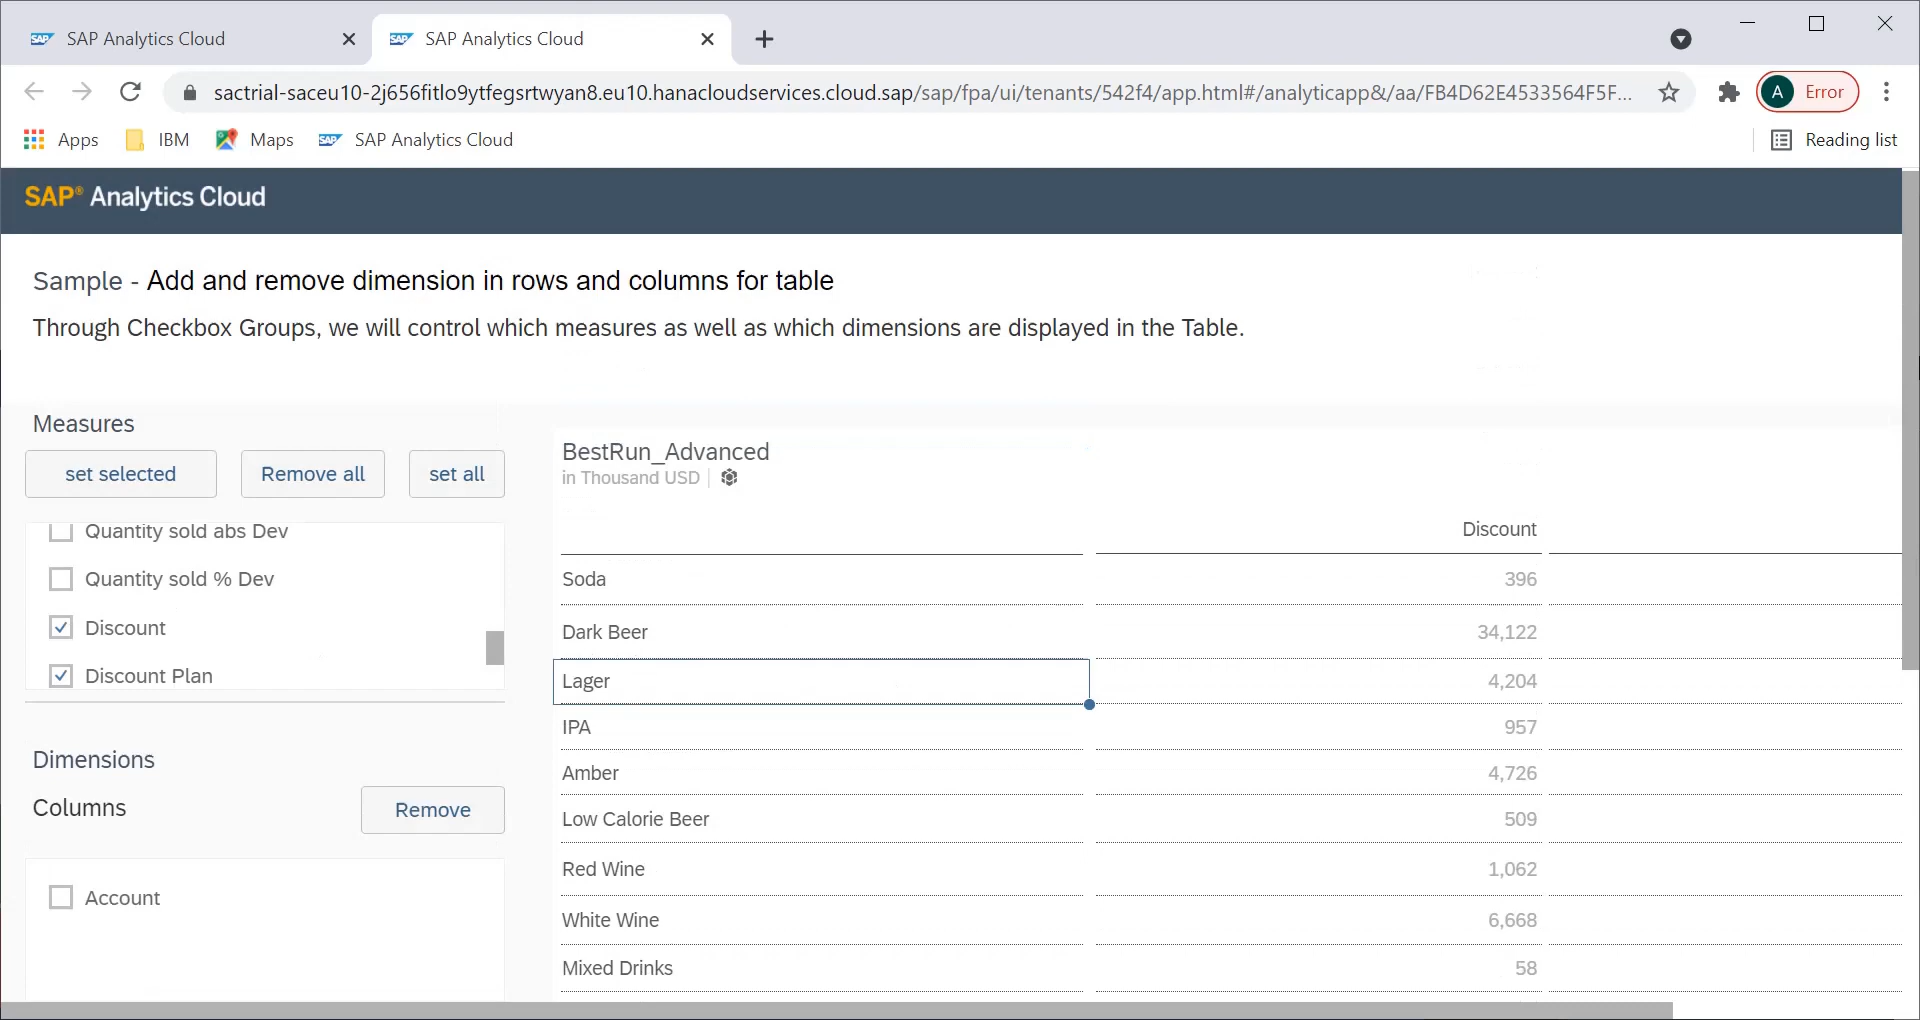 SAP SAP Analytics Cloud
SAP SAP Analytics Cloud
sactrial-saceu10-2j656fitlo9ytfegsrtwyan8.eu10.hanacloudservices.cloud.sap/sap/fpa/ui/tenants/542f4/app.html#/analyticapp&/aa/FB4D62E4533564F5F...
A Error
Apps IBM Maps SAP SAP Analytics Cloud Reading list
SAP® Analytics Cloud
Sample - Add and remove dimension in rows and columns for table
Through Checkbox Groups, we will control which measures as well as which dimensions are displayed in the Table.
Measures
set selected Remove all set all
Quantity sold abs Dev
Quantity sold % Dev
Discount
Discount Plan
Dimensions
Columns Remove
Account
BestRun_Advanced
in Thousand USD
Discount
Soda 396
Dark Beer 34,122
Lager 4,204
IPA 957
Amber 4,726
Low Calorie Beer 509
Red Wine 1,062
White Wine 6,668
Mixed Drinks 58